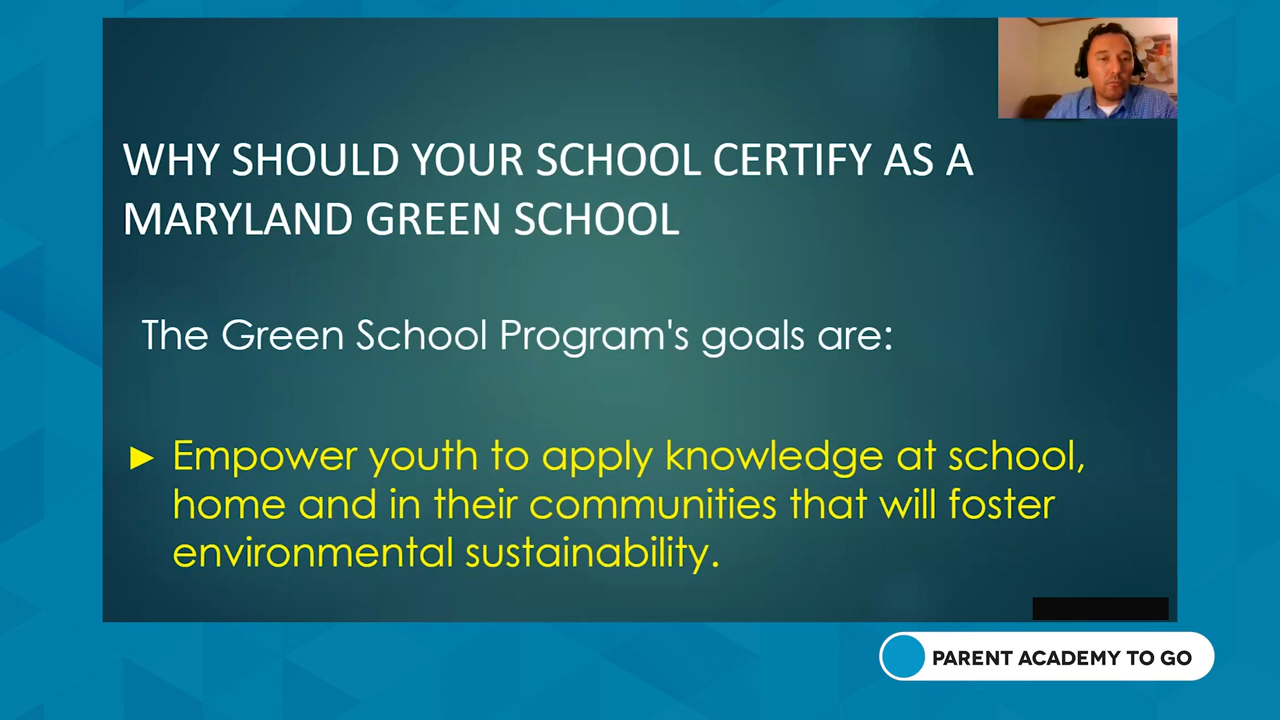 WHY SHOULD YOUR SCHOOL CERTIFY AS A
MARYLAND GREEN SCHOOL
The Green School Program's goals are:
► Empower youth to apply knowledge at school,
home and in their communities that will foster
environmental sustainability.
PARENT ACADEMY TO GO